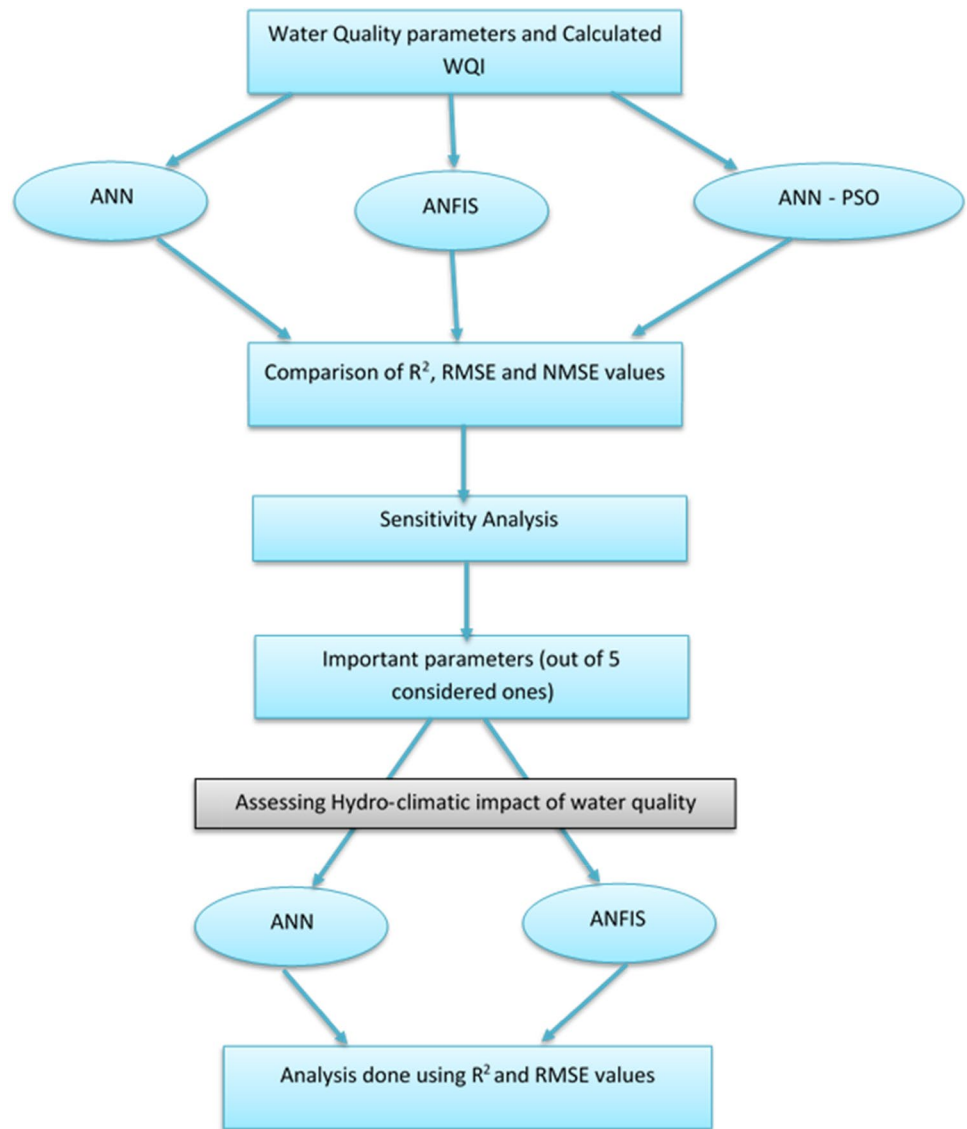 Water Quality parameters and Calculated
WQI
ANN
ANFIS
ANN - PSO
Comparison of R², RMSE and NMSE values
Sensitivity Analysis
Important parameters (out of 5
considered ones)
Assessing Hydro-climatic impact of water quality
ANN
ANFIS
Analysis done using R² and RMSE values